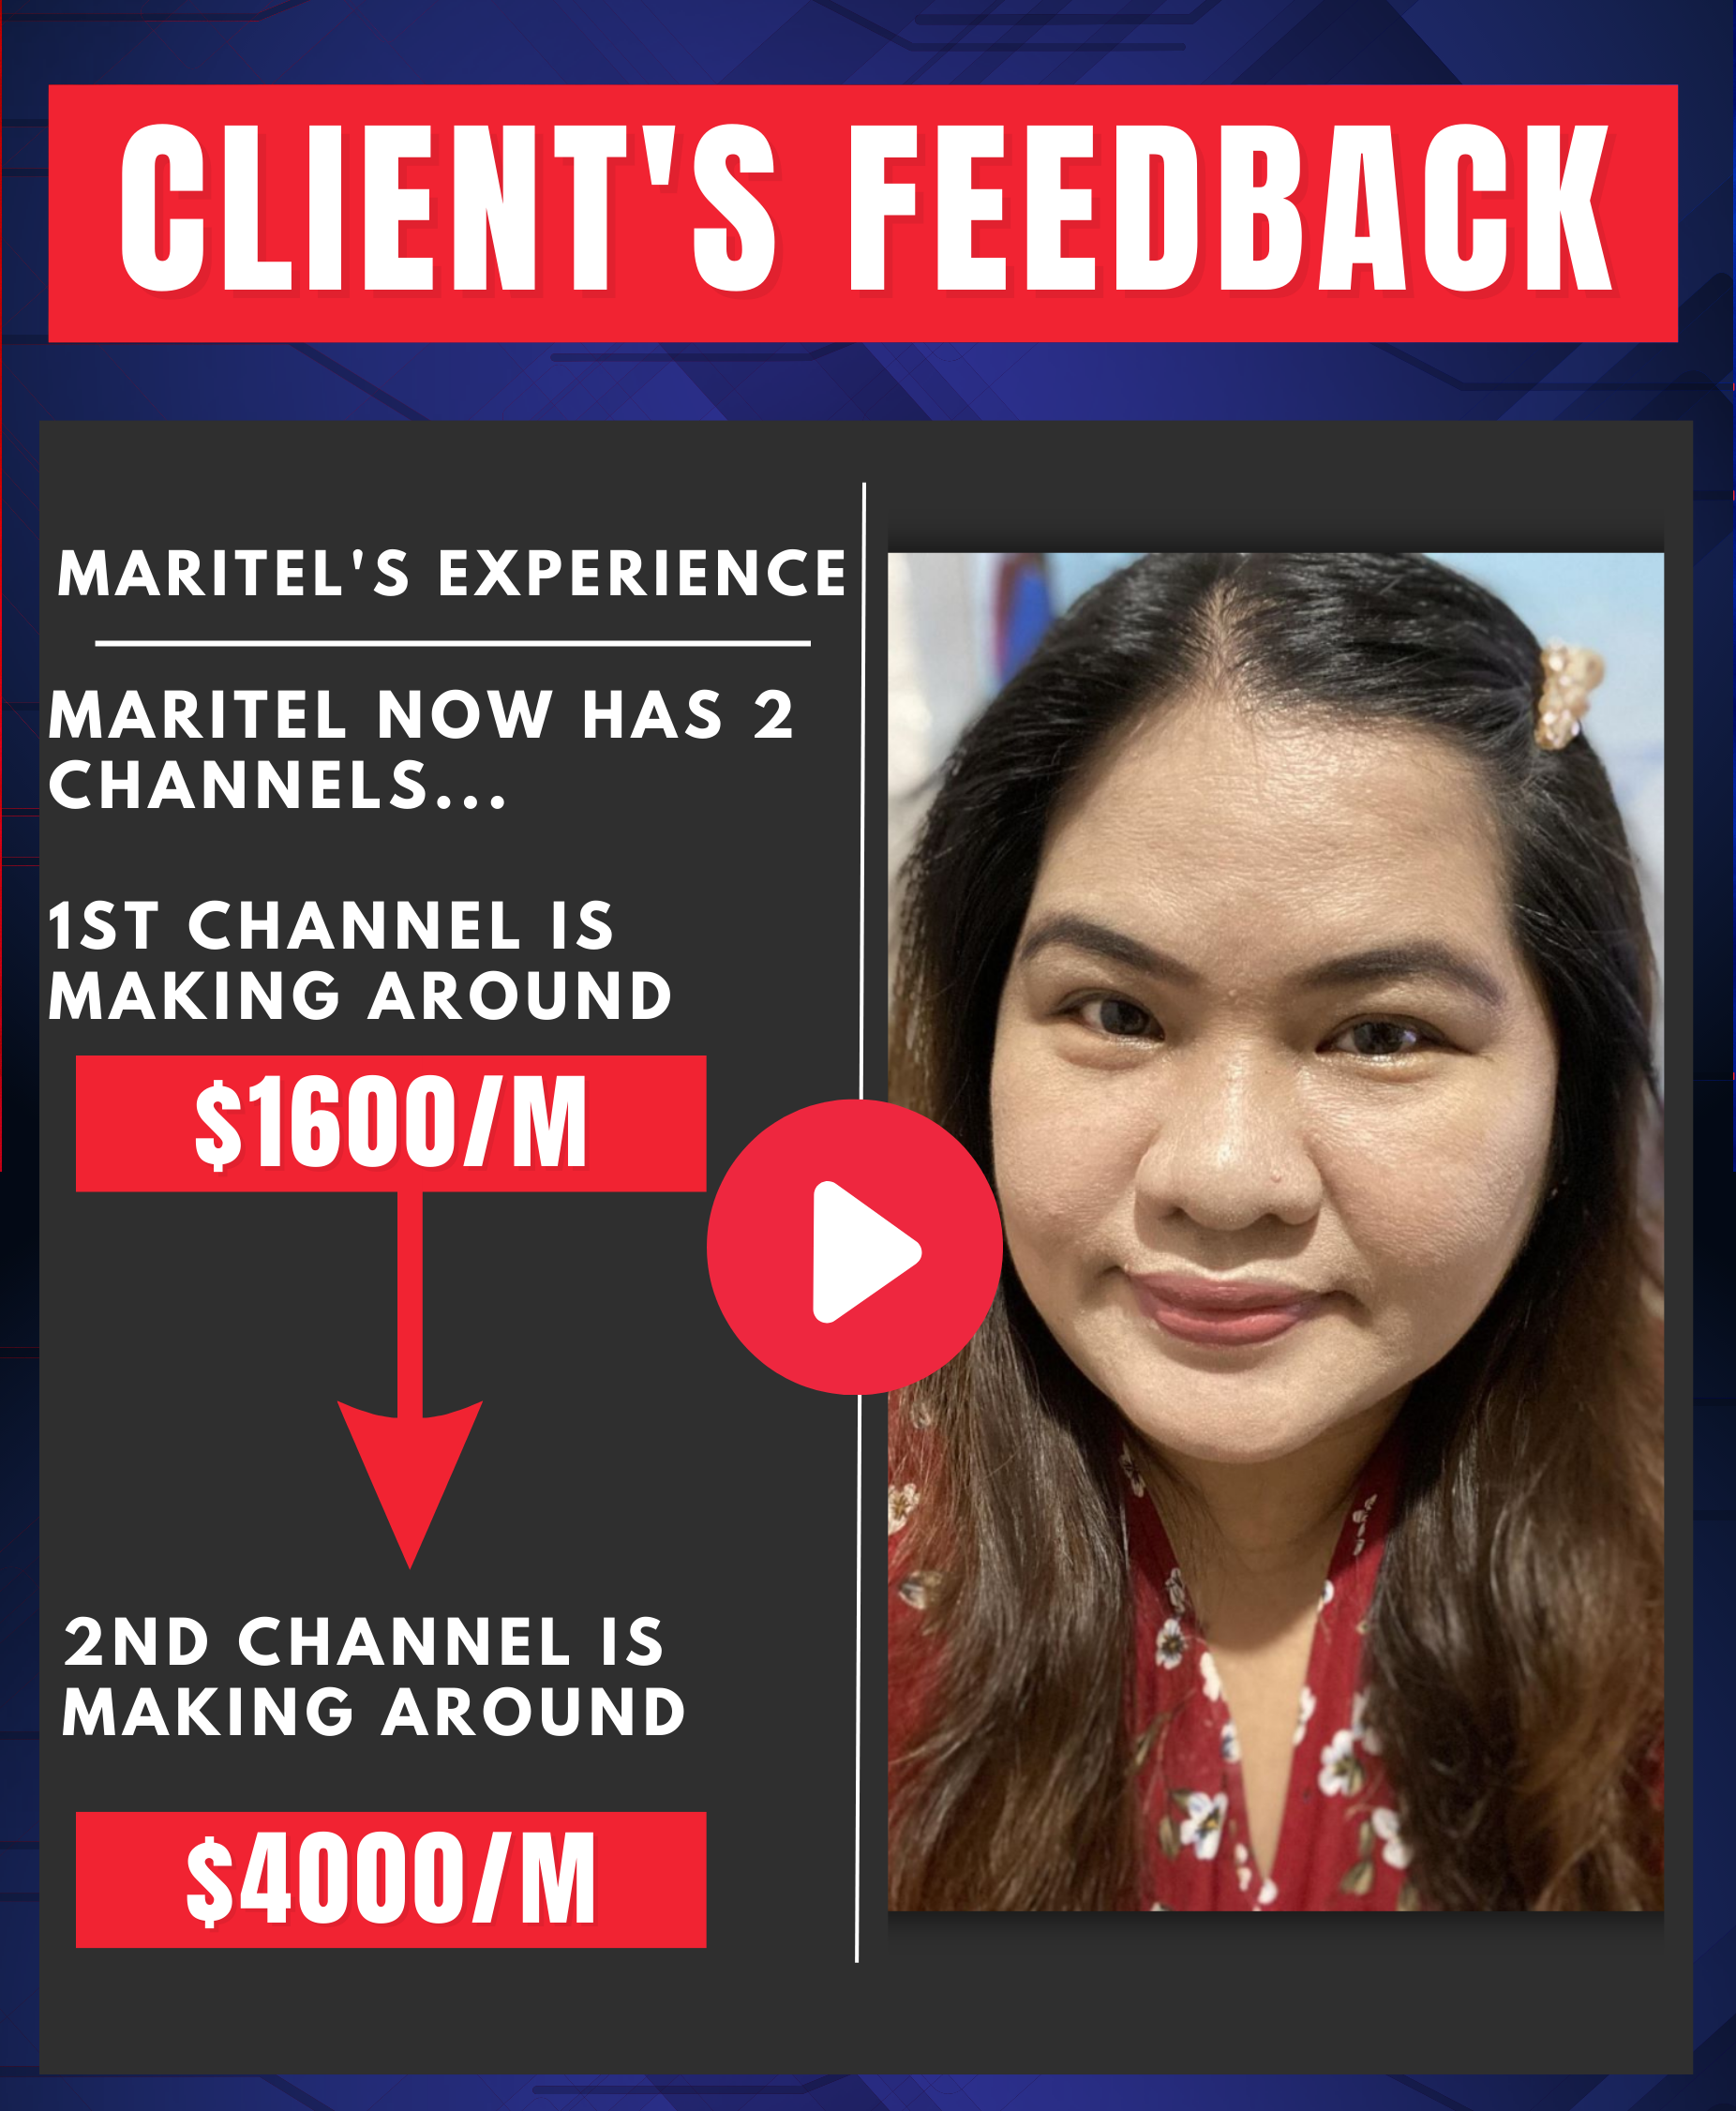 CLIENT'S FEEDBACK
MARITEL'S EXPERIENCE
MARITEL NOW HAS 2
CHANNELS...
1ST CHANNEL IS
MAKING AROUND
$1600/M
2ND CHANNEL IS
MAKING AROUND
$4000/M